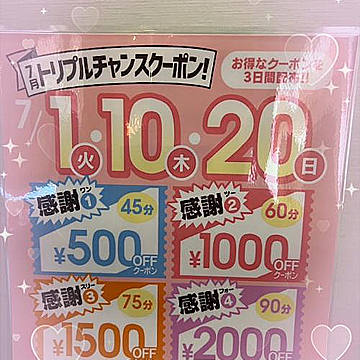 7月
トリプルチャンスクーポン!
お得なクーポンを
3日間配布!!
7/1火・10木・20日
感謝①ワン 45分
¥500 OFF
クーポン
感謝②ツー 60分
¥1000 OFF
クーポン
感謝③スリー 75分
¥1500 OFF
感謝④フォー 90分
¥2000 OFF